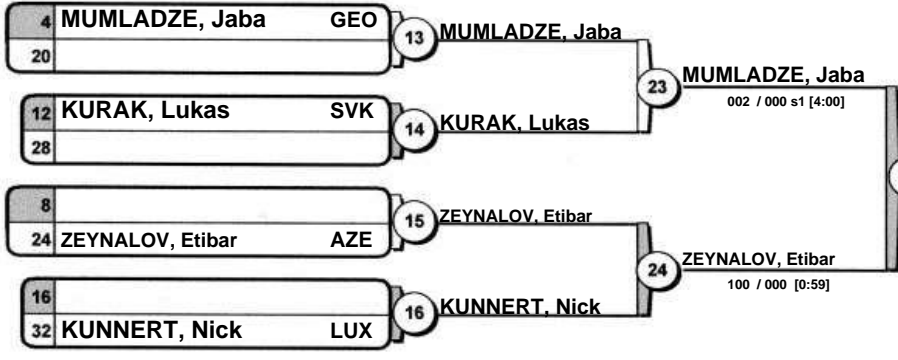 4 MUMLADZE, Jaba GEO
20
13 MUMLADZE, Jaba
12 KURAK, Lukas SVK
28
14 KURAK, Lukas
23 MUMLADZE, Jaba
002 / 000 s1 [4:00]
8
24 ZEYNALOV, Etibar AZE
15 ZEYNALOV, Etibar
16
32 KUNNERT, Nick LUX
16 KUNNERT, Nick
24 ZEYNALOV, Etibar
100 / 000 [0:59]